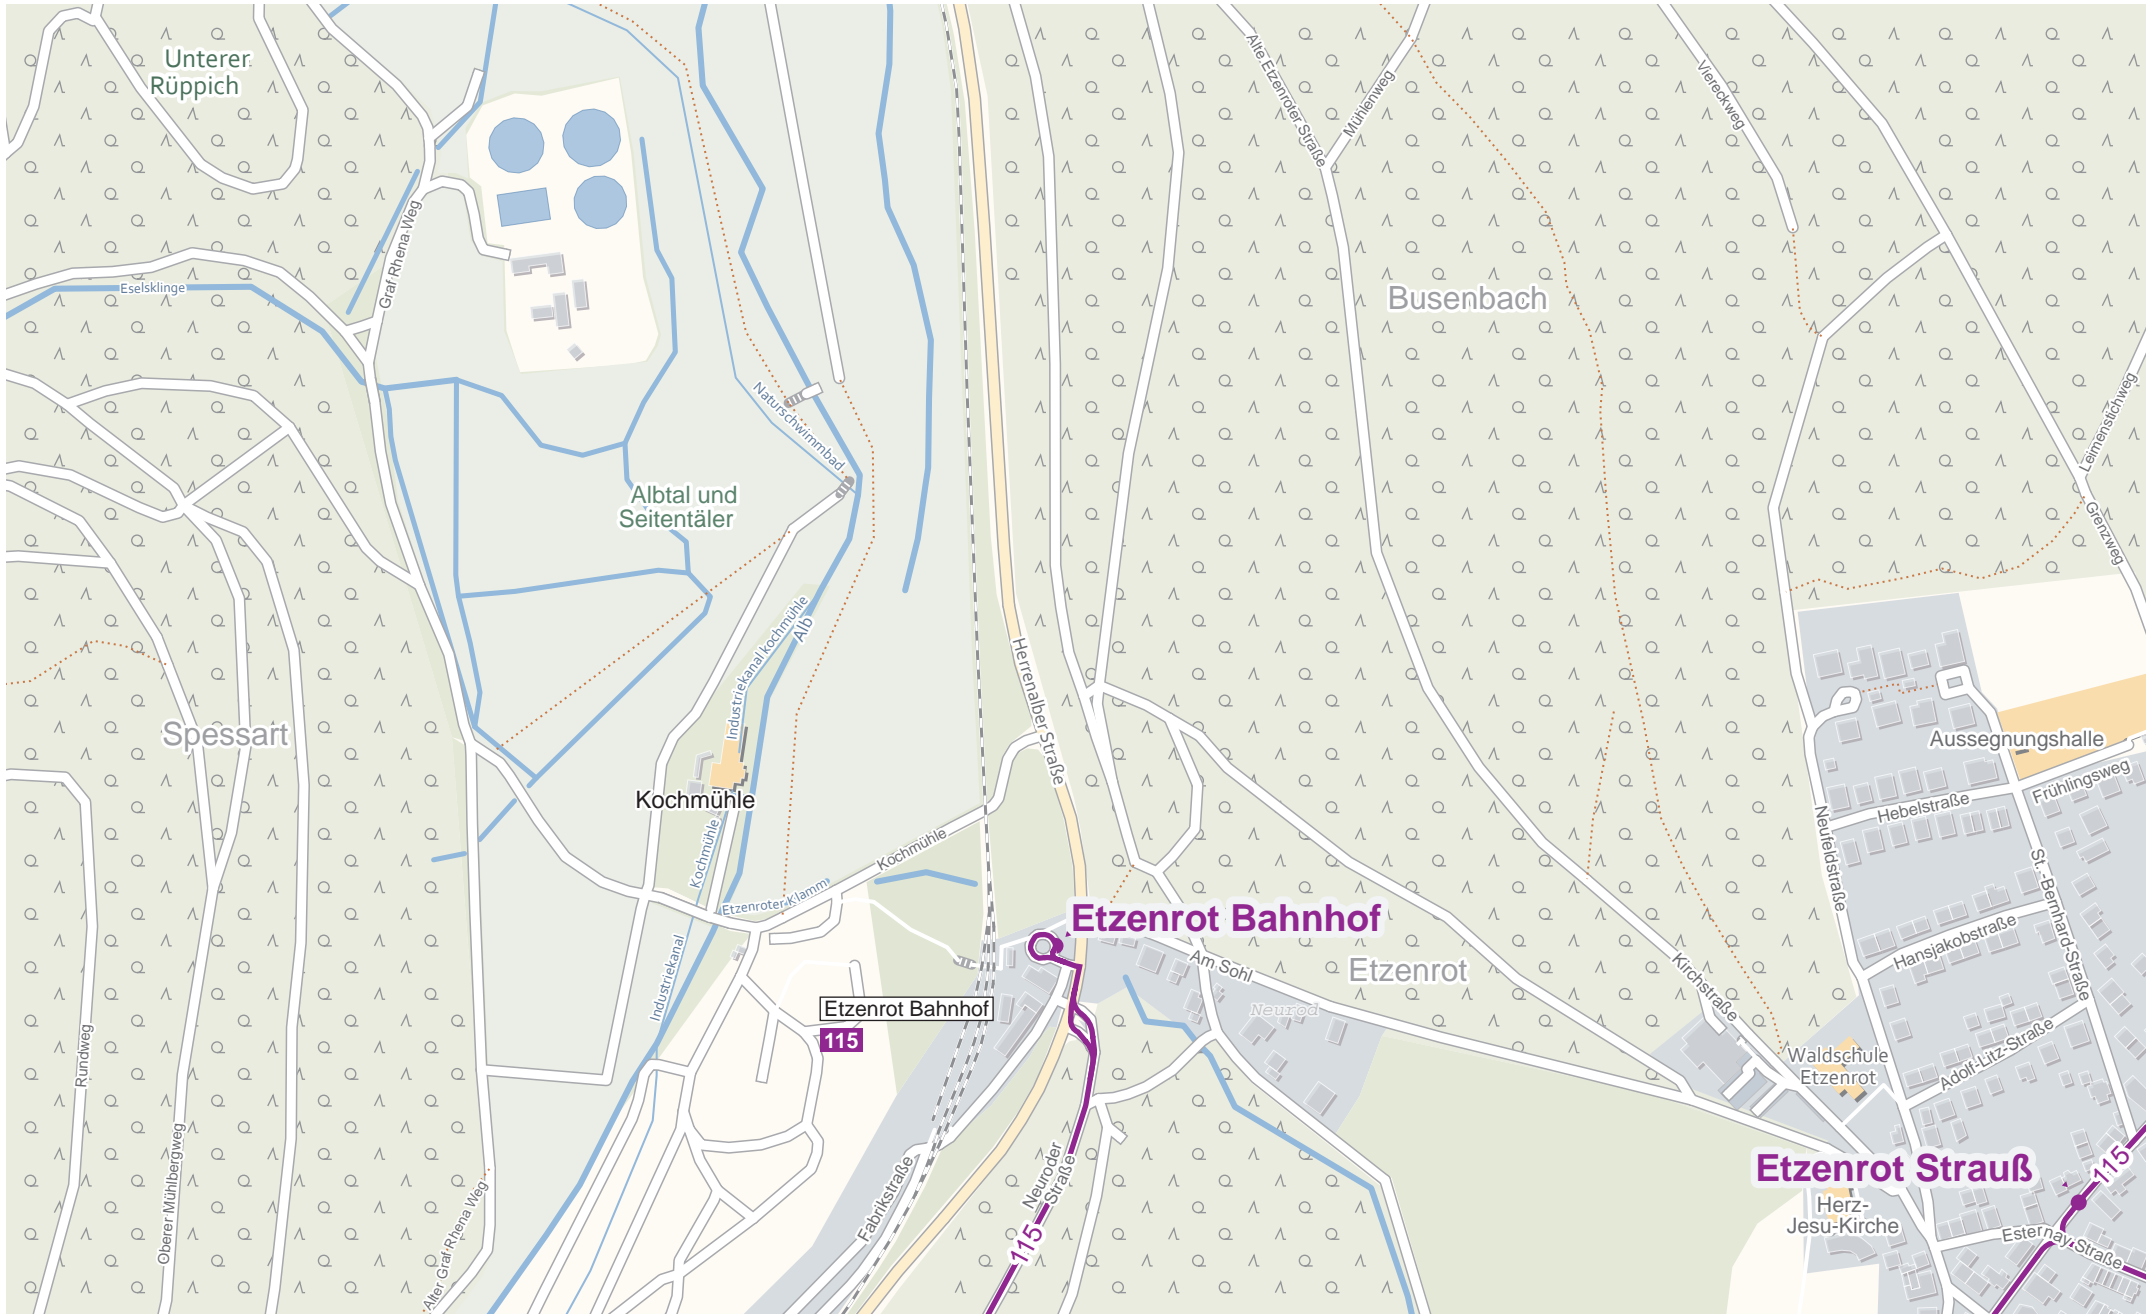 Unterer
Rüppich
Alte Etzenroter Straße
Mühlenweg
Viereckweg
Graf-Rhena-Weg
Eselsklinge
Busenbach
Naturschwimmbad
Leimenstichweg
Albtal und
Seitentäler
Grenzweg
Industriekanal kochmühle
Alb
Herrenalber Straße
Spessart
Aussegnungshalle
Kochmühle
Frühlingsweg
Hebelstraße
Neufeldstraße
Kochmühle
Kochmühle
St.-Bernhard-Straße
Etzenroter Klamm
Etzenrot Bahnhof
Hansjakobstraße
Am Sohl
Etzenrot
Kirchstraße
Industriekanal
Etzenrot Bahnhof
115
Neurod
Rundweg
Waldschule
Etzenrot
Adolf-Litz-Straße
Oberer Mühlbergweg
Alter Graf Rhena Weg
Fabrikstraße
Neuroder
Straße
115
Etzenrot Strauß
115
Herz-
Jesu-Kirche
Esternay Straße